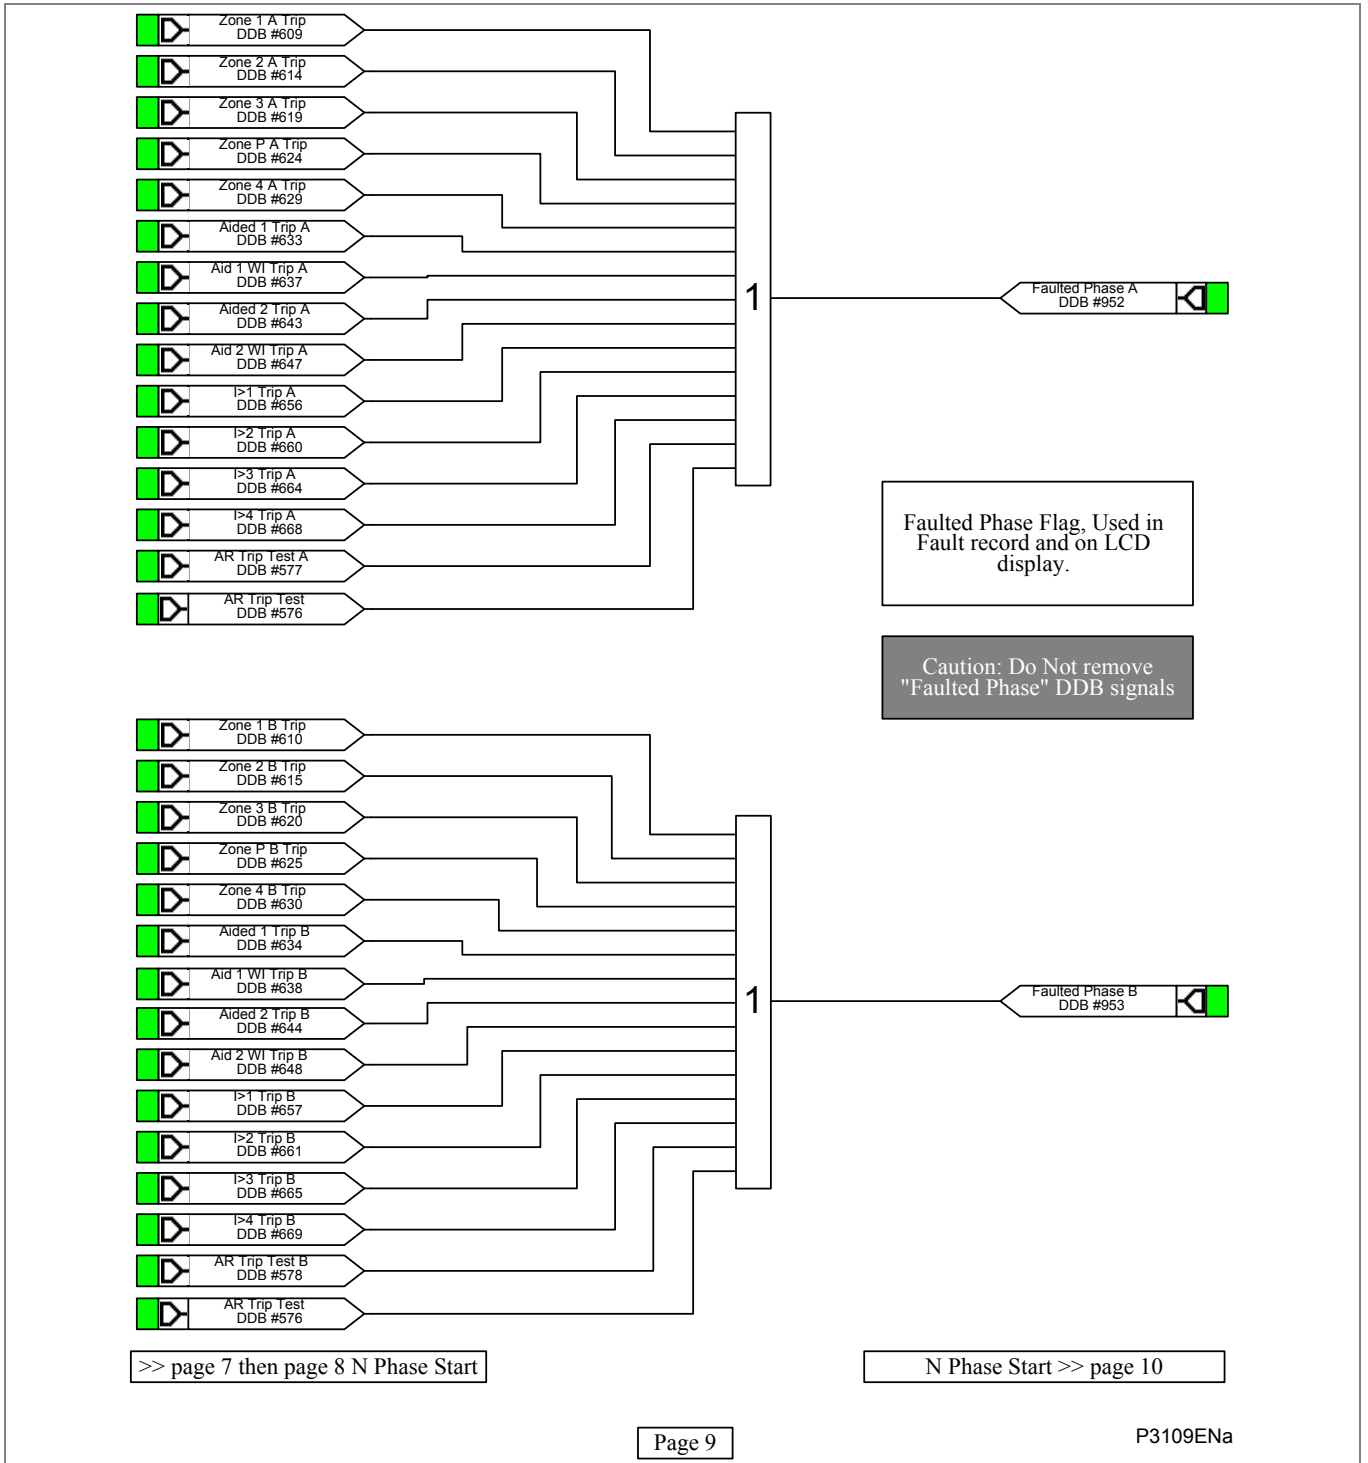 Zone 1 A Trip
DDB #609
Zone 2 A Trip
DDB #614
Zone 3 A Trip
DDB #619
Zone P A Trip
DDB #624
Zone 4 A Trip
DDB #629
Aided 1 Trip A
DDB #633
Aid 1 WI Trip A
DDB #637
Aided 2 Trip A
DDB #643
Aid 2 WI Trip A
DDB #647
I>1 Trip A
DDB #656
I>2 Trip A
DDB #660
I>3 Trip A
DDB #664
I>4 Trip A
DDB #668
AR Trip Test A
DDB #577
AR Trip Test
DDB #576
1
Faulted Phase A
DDB #952
Faulted Phase Flag, Used in
Fault record and on LCD
display.
Caution: Do Not remove
"Faulted Phase" DDB signals
Zone 1 B Trip
DDB #610
Zone 2 B Trip
DDB #615
Zone 3 B Trip
DDB #620
Zone P B Trip
DDB #625
Zone 4 B Trip
DDB #630
Aided 1 Trip B
DDB #634
Aid 1 WI Trip B
DDB #638
Aided 2 Trip B
DDB #644
Aid 2 WI Trip B
DDB #648
I>1 Trip B
DDB #657
I>2 Trip B
DDB #661
I>3 Trip B
DDB #665
I>4 Trip B
DDB #669
AR Trip Test B
DDB #578
AR Trip Test
DDB #576
1
Faulted Phase B
DDB #953
>> page 7 then page 8 N Phase Start
N Phase Start >> page 10
Page 9
P3109ENa